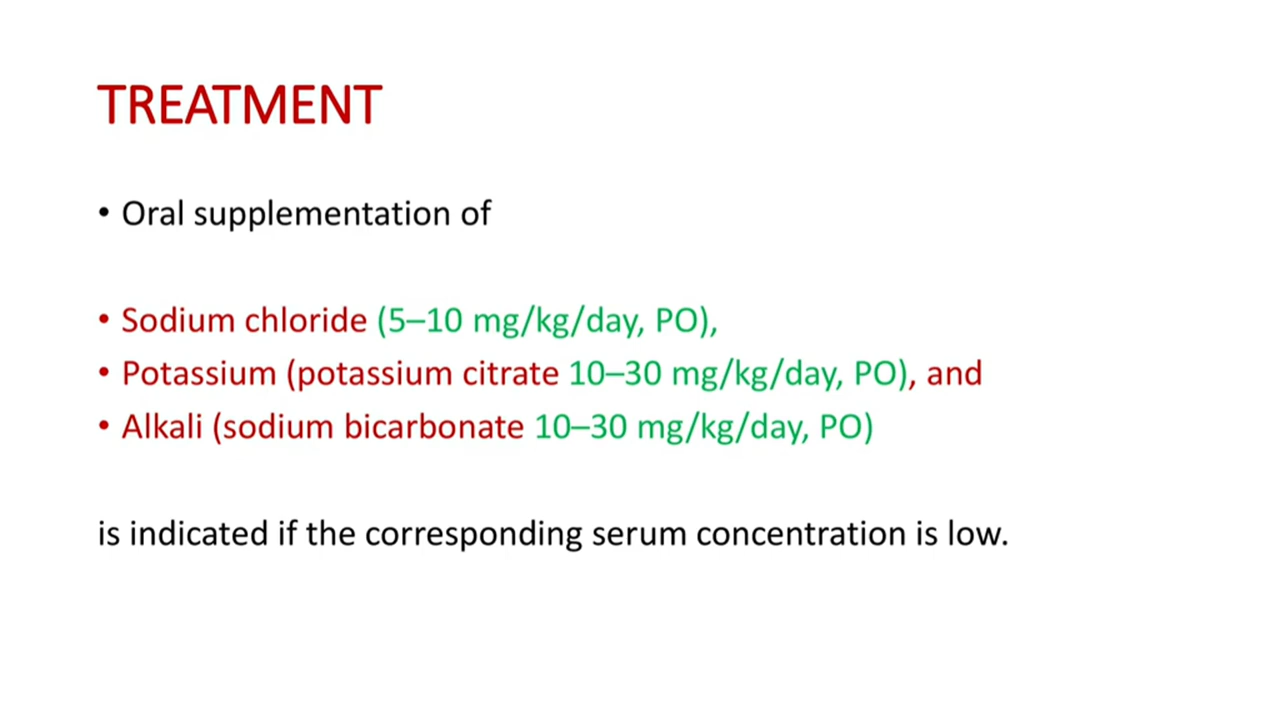 TREATMENT
• Oral supplementation of
• Sodium chloride (5–10 mg/kg/day, PO),
• Potassium (potassium citrate 10–30 mg/kg/day, PO), and
• Alkali (sodium bicarbonate 10–30 mg/kg/day, PO)
is indicated if the corresponding serum concentration is low.